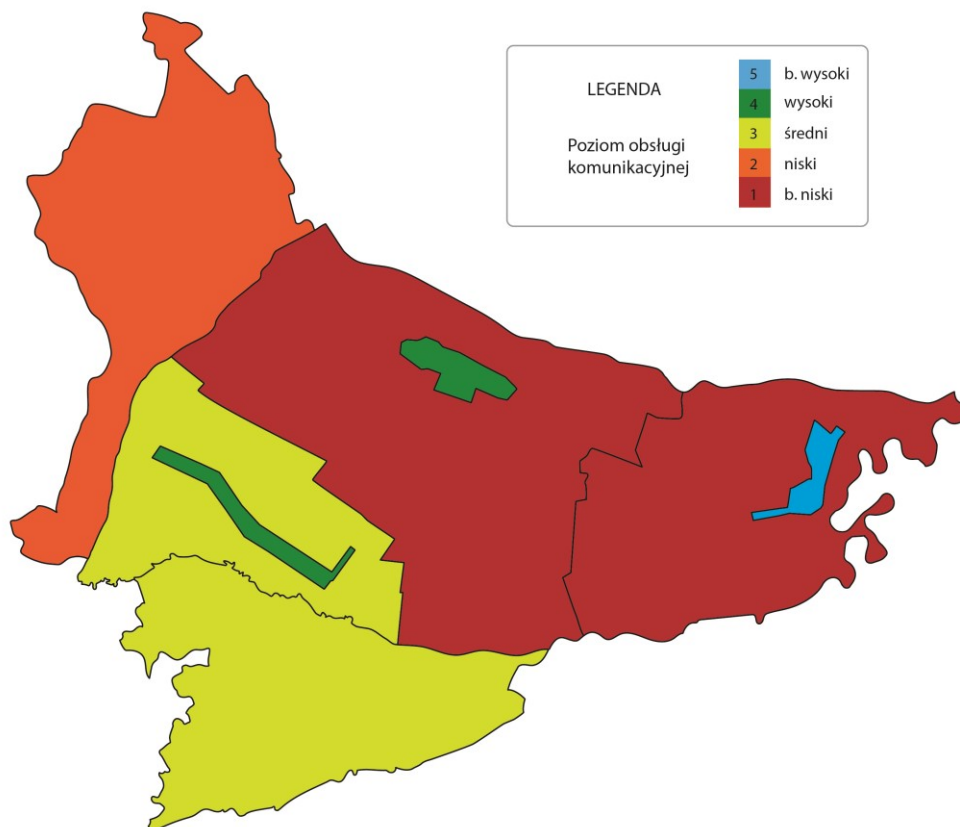 LEGENDA
Poziom obsługi
komunikacyjnej
5 b. wysoki
4 wysoki
3 średni
2 niski
1 b. niski